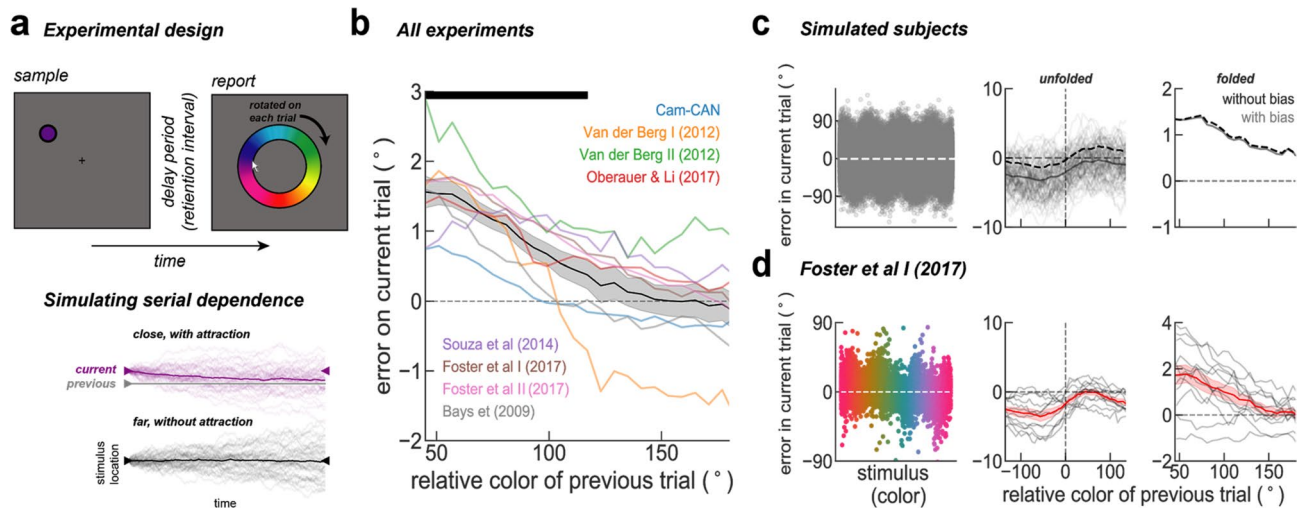 a Experimental design
sample
report
rotated on
each trial
+
delay period
(retiention interval)
time
Simulating serial dependence
close, with attraction
current
previous
far, without attraction
stimulus
location
time
b All experiments
error on current trial (°)
3
2
1
0
−1
−2
Cam-CAN
Van der Berg I (2012)
Van der Berg II (2012)
Oberauer & Li (2017)
Souza et al (2014)
Foster et al I (2017)
Foster et al II (2017)
Bays et al (2009)
50 100 150
relative color of previous trial (°)
c Simulated subjects
error in current trial (°)
90
0
−90
unfolded
10
0
−10
folded
without bias
with bias
2
1
0
−1
d Foster et al I (2017)
error in current trial (°)
90
0
−90
stimulus
(color)
10
0
−10
−100 0 100
4
2
0
−2
50 100 150
relative color of previous trial (°)